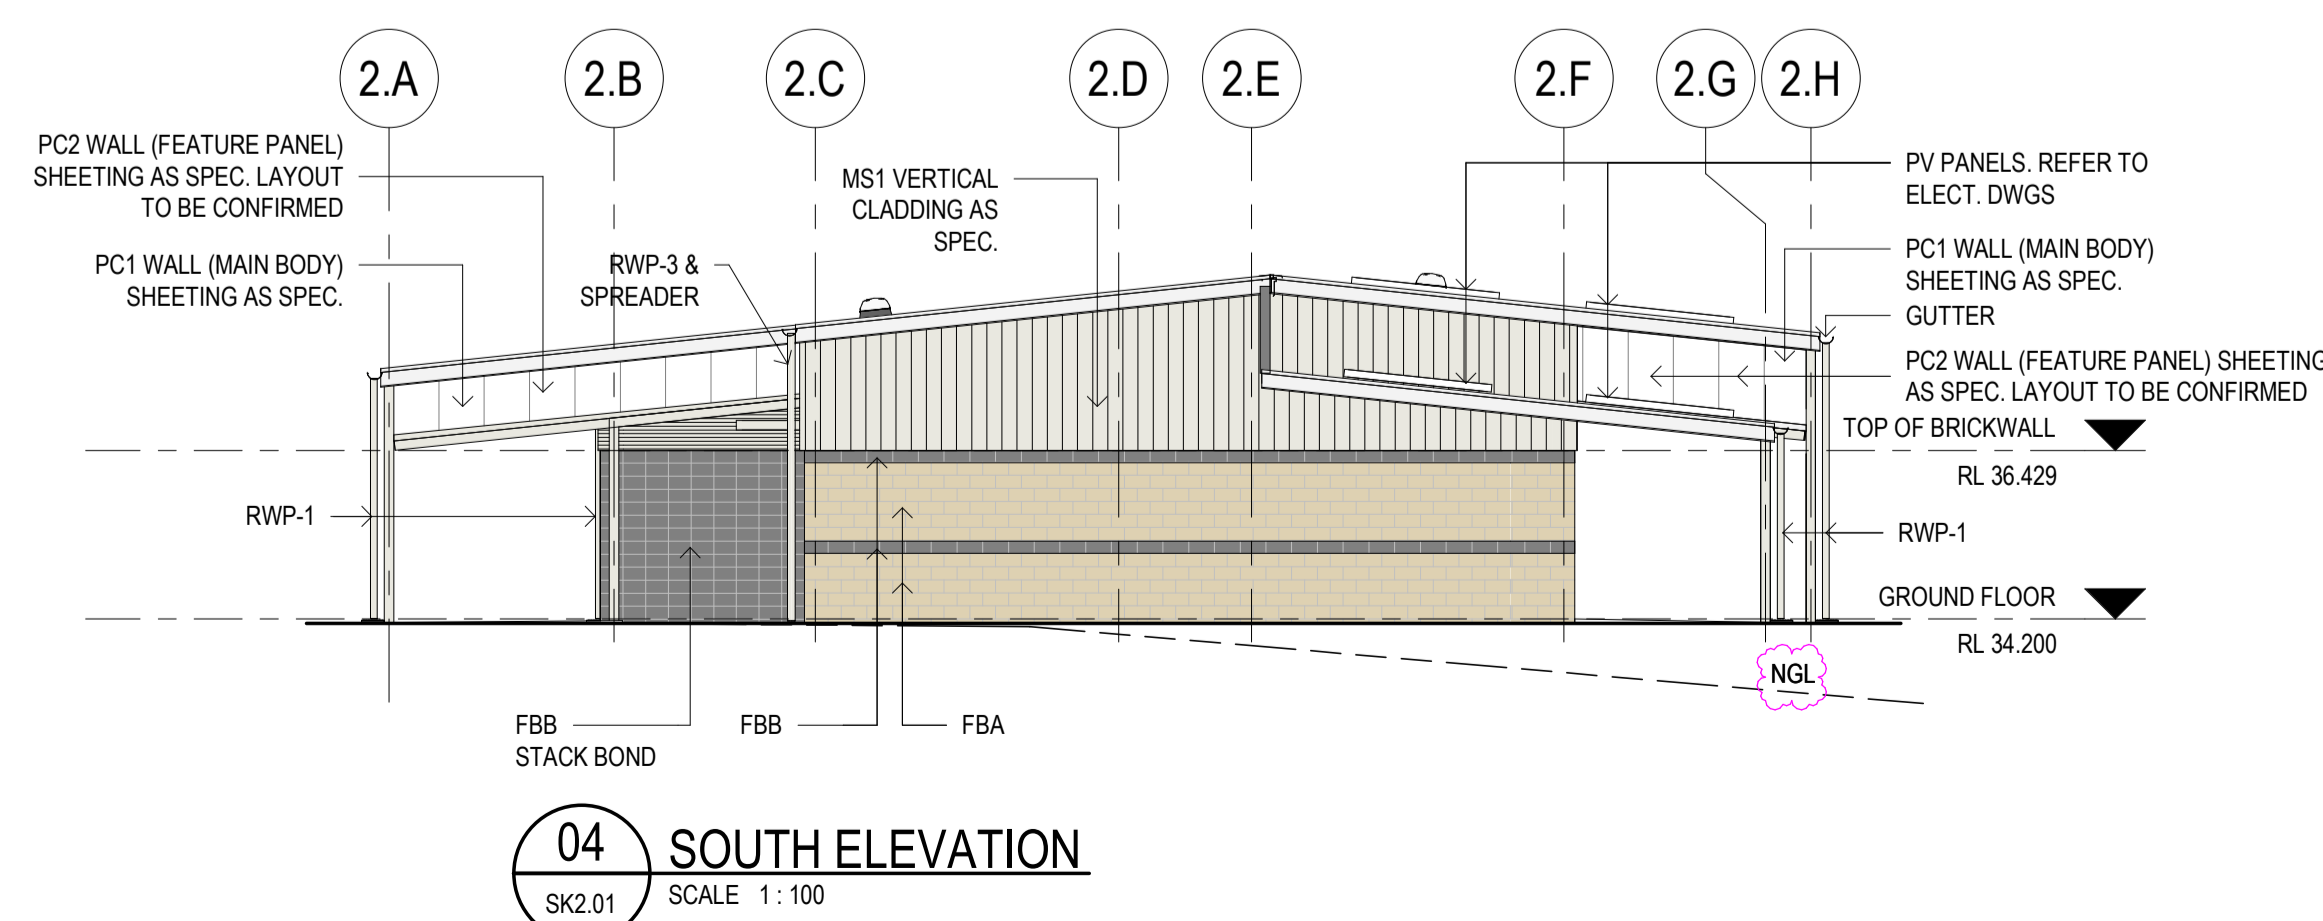 2.A
2.B
2.C
2.D
2.E
2.F
2.G
2.H
PC2 WALL (FEATURE PANEL)
SHEETING AS SPEC. LAYOUT
TO BE CONFIRMED
PC1 WALL (MAIN BODY)
SHEETING AS SPEC.
RWP-3 &
SPREADER
MS1 VERTICAL
CLADDING AS
SPEC.
PV PANELS. REFER TO
ELECT. DWGS
PC1 WALL (MAIN BODY)
SHEETING AS SPEC.
GUTTER
PC2 WALL (FEATURE PANEL) SHEETING
AS SPEC. LAYOUT TO BE CONFIRMED
TOP OF BRICKWALL
RL 36.429
RWP-1
RWP-1
GROUND FLOOR
RL 34.200
NGL
FBB
STACK BOND
FBB
FBA
04
SK2.01
SOUTH ELEVATION
SCALE 1 : 100